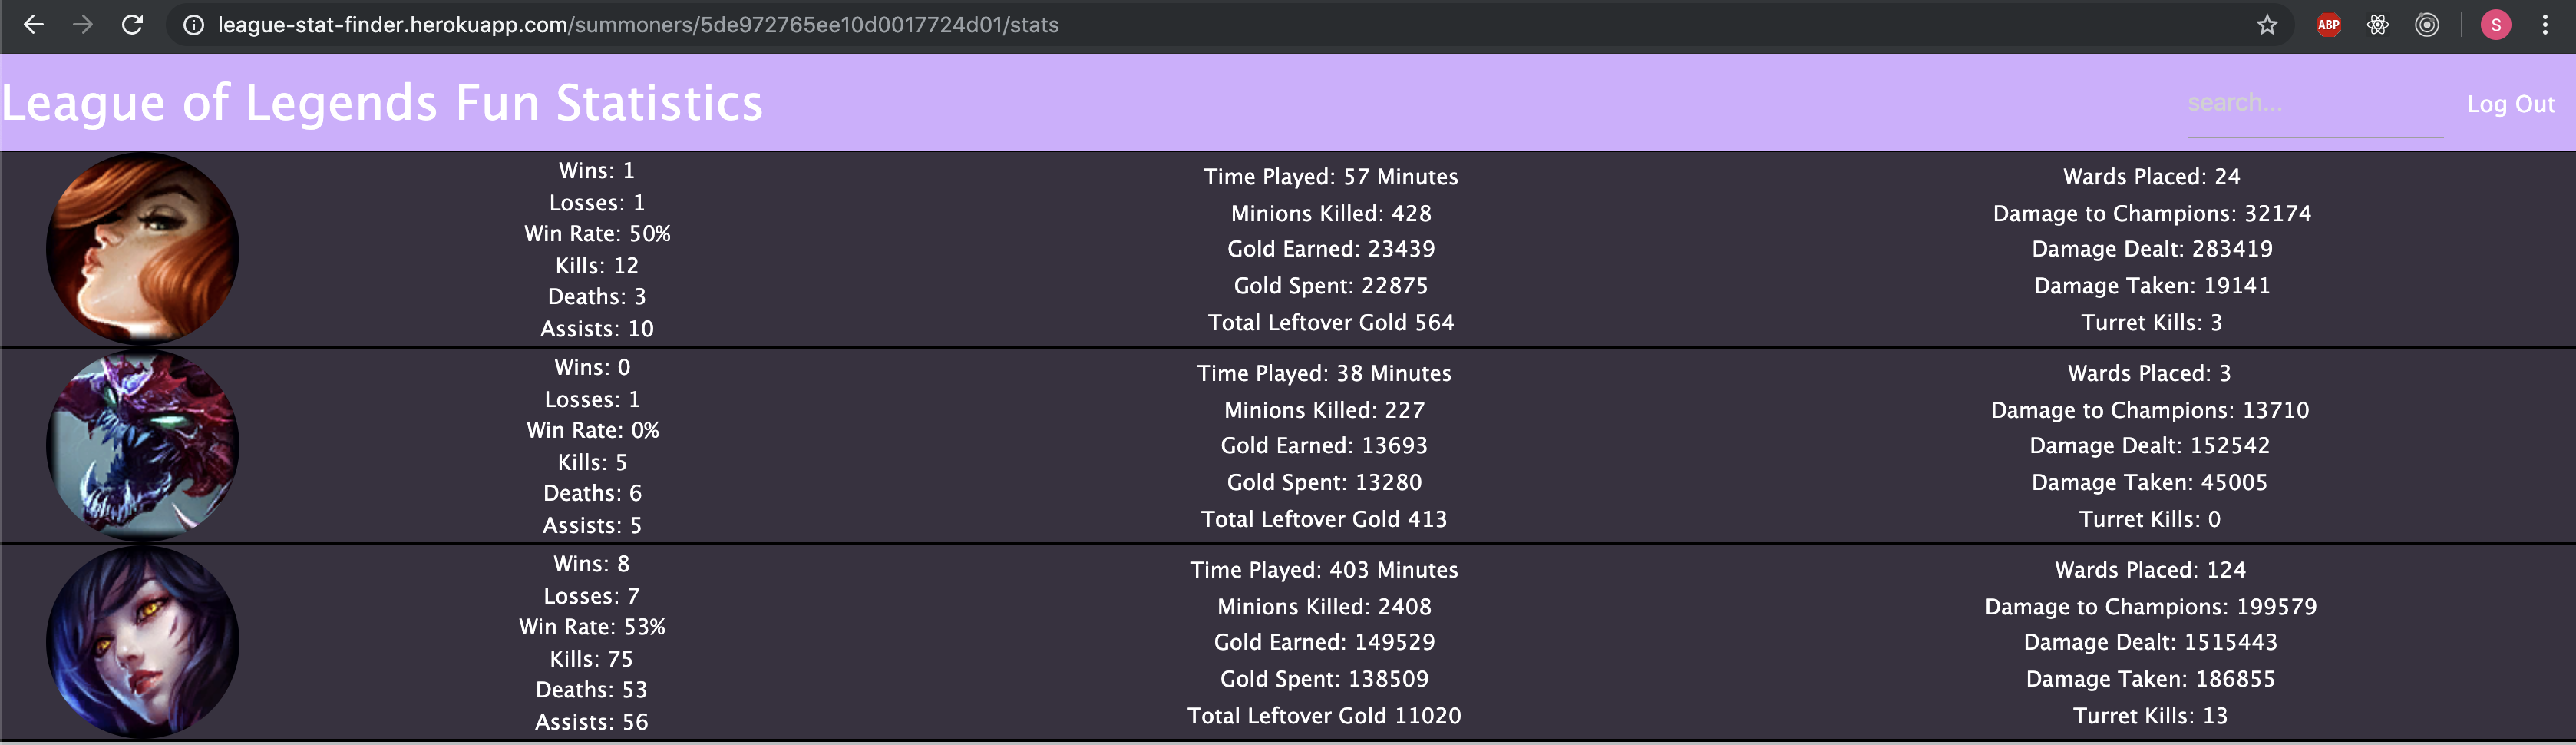 league-stat-finder.herokuapp.com/summoners/5de972765ee10d0017724d01/stats
ABP
S
League of Legends Fun Statistics
search...
Log Out
Wins: 1
Losses: 1
Win Rate: 50%
Kills: 12
Deaths: 3
Assists: 10
Time Played: 57 Minutes
Minions Killed: 428
Gold Earned: 23439
Gold Spent: 22875
Total Leftover Gold 564
Wards Placed: 24
Damage to Champions: 32174
Damage Dealt: 283419
Damage Taken: 19141
Turret Kills: 3
Wins: 0
Losses: 1
Win Rate: 0%
Kills: 5
Deaths: 6
Assists: 5
Time Played: 38 Minutes
Minions Killed: 227
Gold Earned: 13693
Gold Spent: 13280
Total Leftover Gold 413
Wards Placed: 3
Damage to Champions: 13710
Damage Dealt: 152542
Damage Taken: 45005
Turret Kills: 0
Wins: 8
Losses: 7
Win Rate: 53%
Kills: 75
Deaths: 53
Assists: 56
Time Played: 403 Minutes
Minions Killed: 2408
Gold Earned: 149529
Gold Spent: 138509
Total Leftover Gold 11020
Wards Placed: 124
Damage to Champions: 199579
Damage Dealt: 1515443
Damage Taken: 186855
Turret Kills: 13